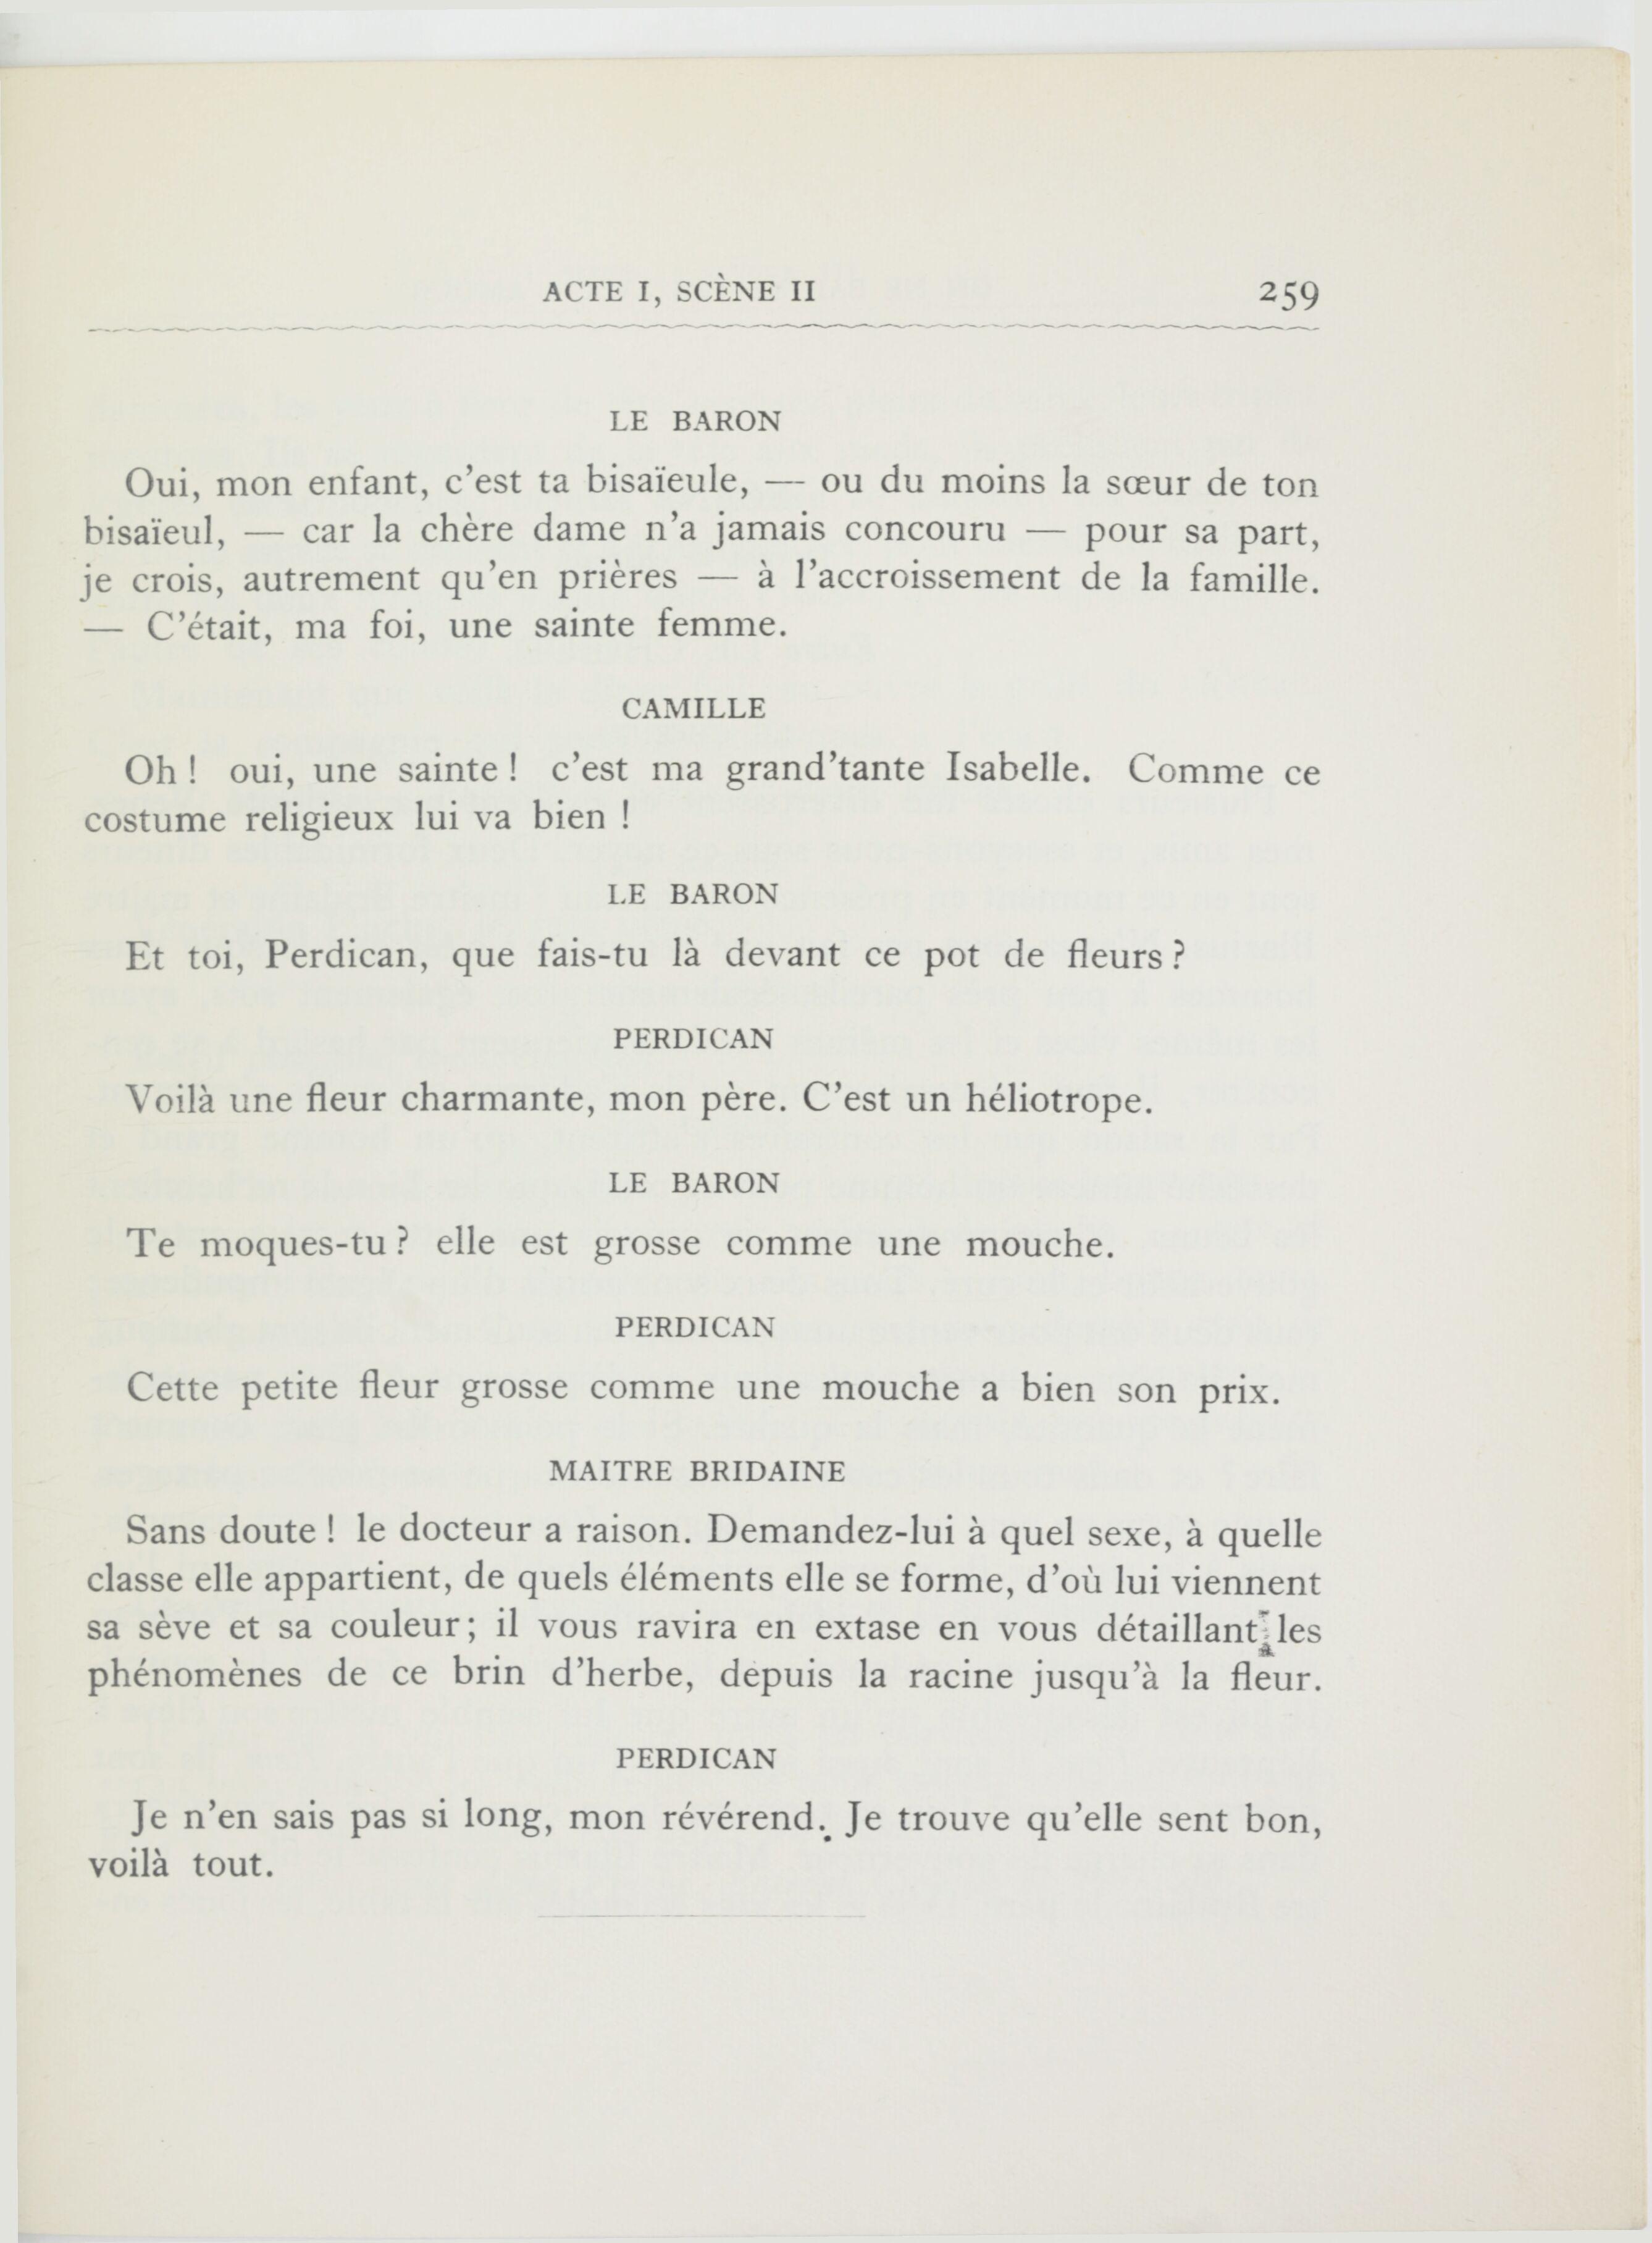 ACTE I, SCÈNE II 259
LE BARON
Oui, mon enfant, c'est ta bisaïeule, — ou du moins la sœur de ton
bisaïeul, — car la chère dame n'a jamais concouru — pour sa part,
je crois, autrement qu'en prières — à l'accroissement de la famille.
— C'était, ma foi, une sainte femme.
CAMILLE
Oh ! oui, une sainte ! c'est ma grand'tante Isabelle. Comme ce
costume religieux lui va bien !
LE BARON
Et toi, Perdican, que fais-tu là devant ce pot de fleurs ?
PERDICAN
Voilà une fleur charmante, mon père. C'est un héliotrope.
LE BARON
Te moques-tu ? elle est grosse comme une mouche.
PERDICAN
Cette petite fleur grosse comme une mouche a bien son prix.
MAITRE BRIDAINE
Sans doute ! le docteur a raison. Demandez-lui à quel sexe, à quelle
classe elle appartient, de quels éléments elle se forme, d'où lui viennent
sa sève et sa couleur ; il vous ravira en extase en vous détaillant les
phénomènes de ce brin d'herbe, depuis la racine jusqu'à la fleur.
PERDICAN
Je n'en sais pas si long, mon révérend. Je trouve qu'elle sent bon,
voilà tout.